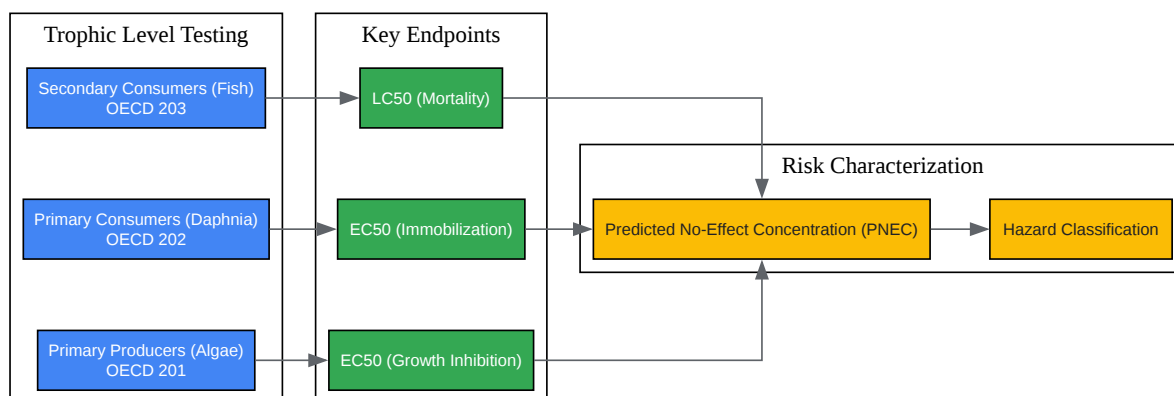 Trophic Level Testing
Secondary Consumers (Fish)
OECD 203
Primary Consumers (Daphnia)
OECD 202
Primary Producers (Algae)
OECD 201
Key Endpoints
LC50 (Mortality)
EC50 (Immobilization)
EC50 (Growth Inhibition)
Risk Characterization
Predicted No-Effect Concentration (PNEC)
Hazard Classification